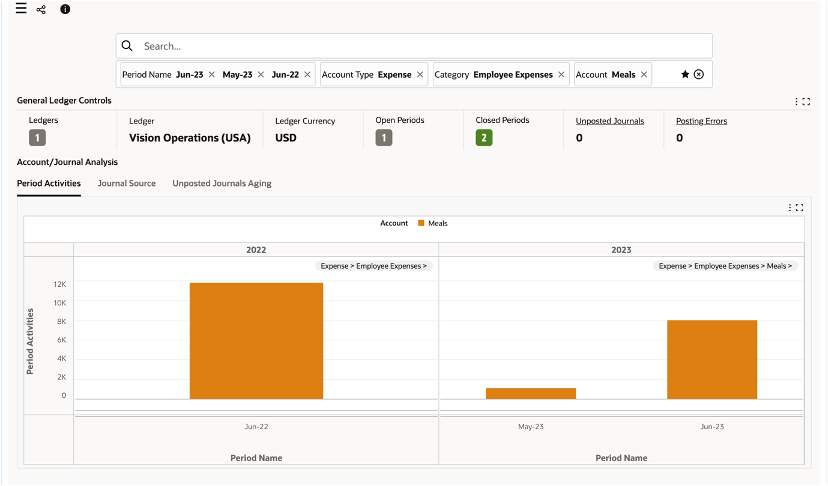 Search...
Period Name Jun-23 × May-23 × Jun-22 × Account Type Expense × Category Employee Expenses × Account Meals ×
General Ledger Controls
Ledgers Ledger Ledger Currency Open Periods Closed Periods Unposted Journals Posting Errors
1 Vision Operations (USA) USD 1 2 0 0
Account/Journal Analysis
Period Activities Journal Source Unposted Journals Aging
Account Meals
2022 2023
Expense > Employee Expenses > Expense > Employee Expenses > Meals >
Period Activities
12K
10K
8K
6K
4K
2K
0
Jun-22 May-23 Jun-23
Period Name Period Name